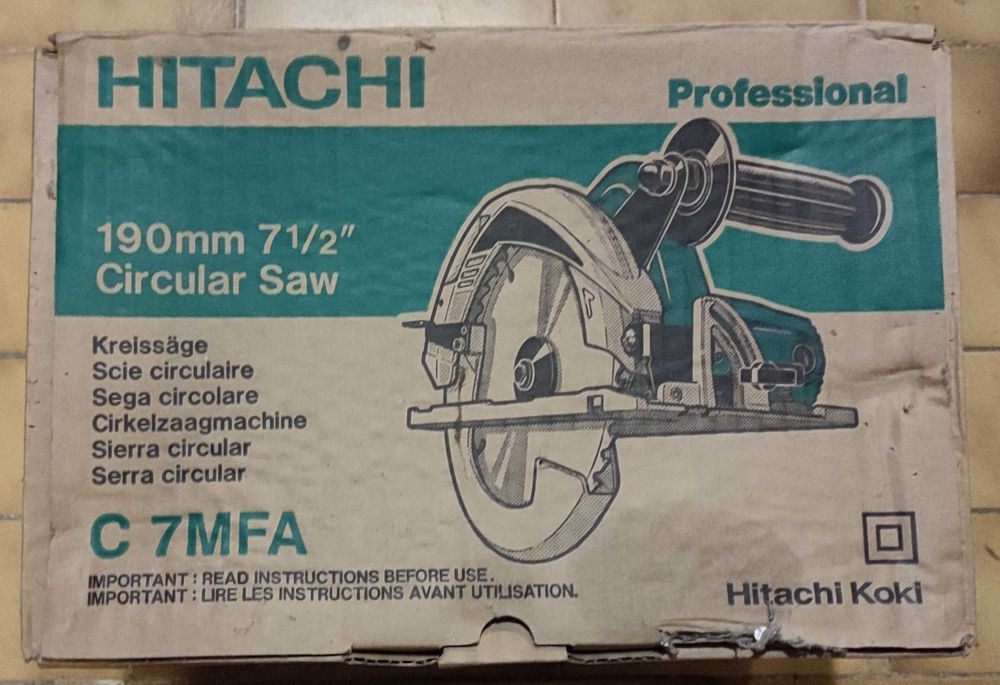 HITACHI
Professional
190mm 71/2"
Circular Saw
Kreissäge
Scie circulaire
Sega circolare
Cirkelzaagmachine
Sierra circular
Serra circular
C 7MFA
IMPORTANT : READ INSTRUCTIONS BEFORE USE.
IMPORTANT : LIRE LES INSTRUCTIONS AVANT UTILISATION.
Hitachi Koki